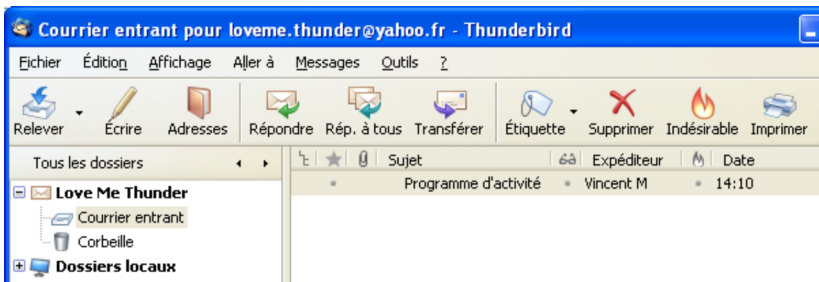 Courrier entrant pour loveme.thunder@yahoo.fr - Thunderbird
Fichier Édition Affichage Aller à Messages Outils ?
Relever Écrire Adresses Répondre Rép. à tous Transférer Étiquette Supprimer Indésirable Imprimer
Tous les dossiers Sujet Expéditeur Date
Love Me Thunder Programme d'activité Vincent M 14:10
Courrier entrant
Corbeille
Dossiers locaux